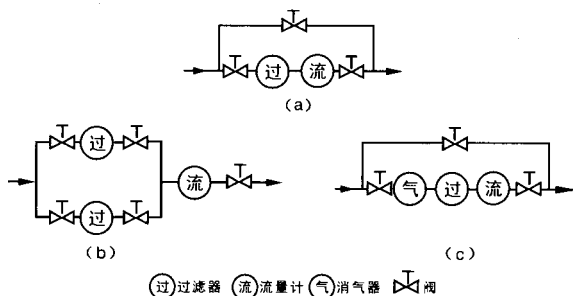 过 流
(a)
过
流
过
(b)
气 过 流
(c)
过 过滤器 流 流量计 气 消气器 阀